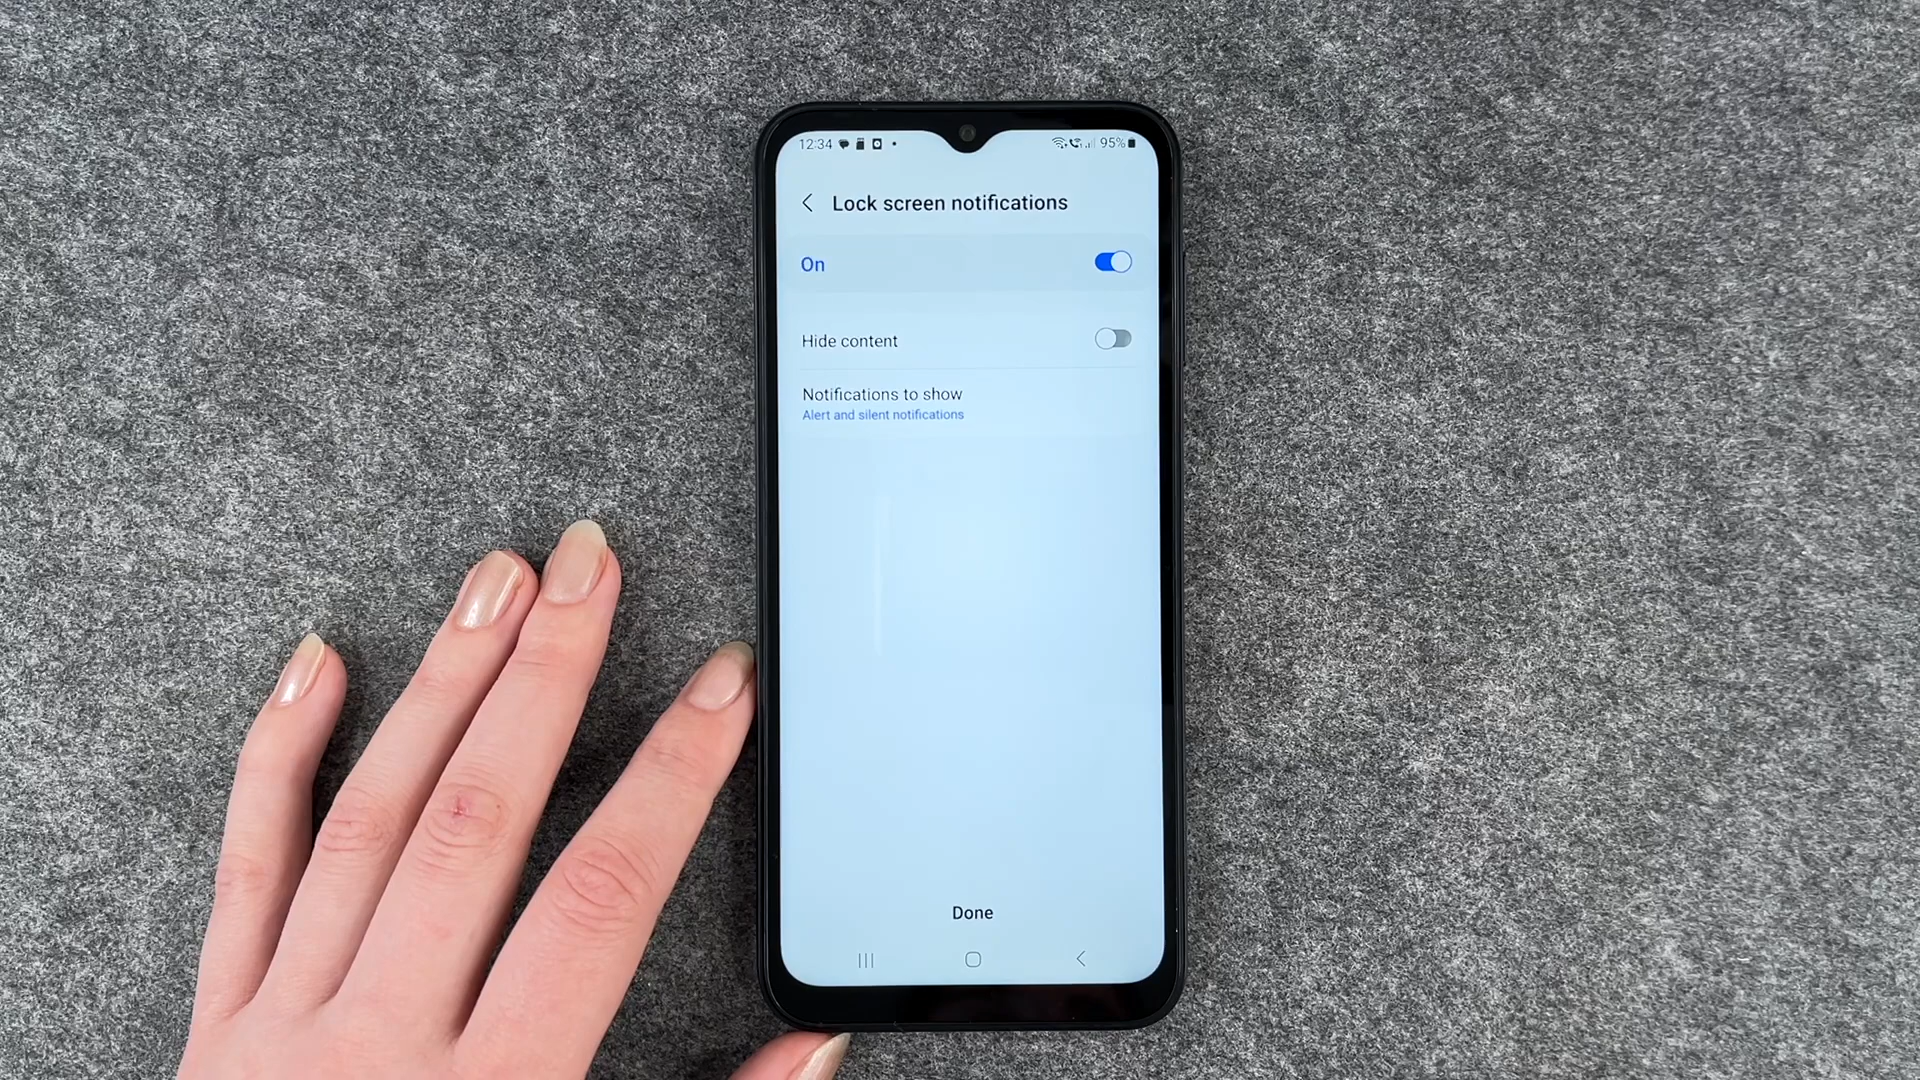 12:34 95%
Lock screen notifications
On
Hide content
Notifications to show
Alert and silent notifications
Done